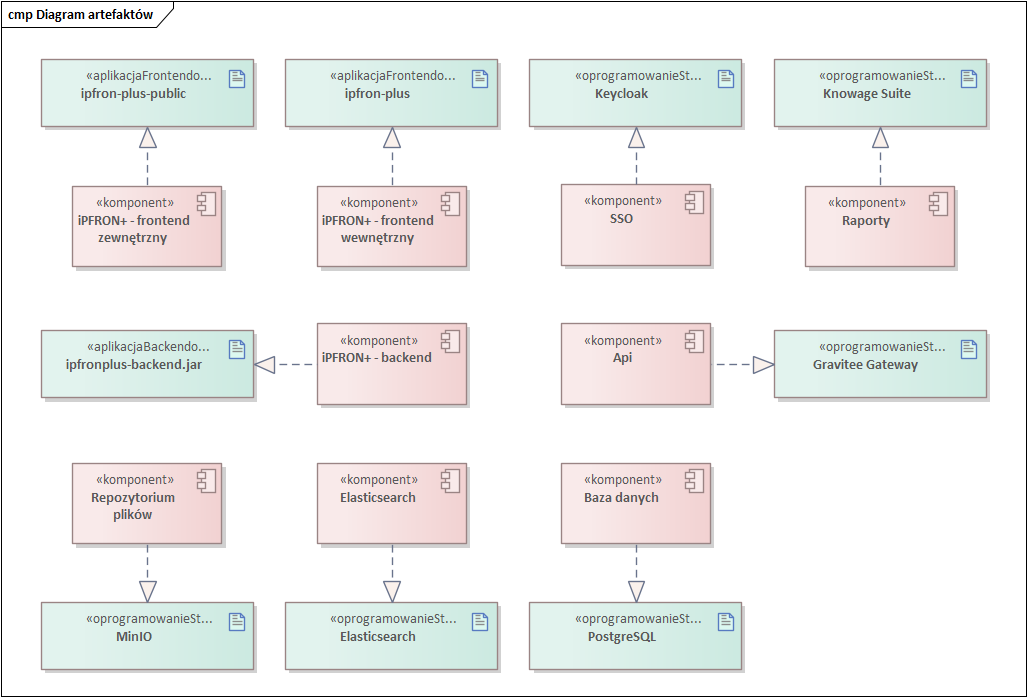 cmp Diagram artefaktów
«aplikacjaFrontendo...
ipfron-plus-public
«aplikacjaFrontendo...
ipfron-plus
«oprogramowanieSt...
Keycloak
«oprogramowanieSt...
Knowage Suite
«komponent»
iPFRON+ - frontend
zewnętrzny
«komponent»
iPFRON+ - frontend
wewnętrzny
«komponent»
SSO
«komponent»
Raporty
«aplikacjaBackendo...
ipfronplus-backend.jar
«komponent»
iPFRON+ - backend
«komponent»
Api
«oprogramowanieSt...
Gravitee Gateway
«komponent»
Repozytorium
plików
«komponent»
Elasticsearch
«komponent»
Baza danych
«oprogramowanieSt...
MinIO
«oprogramowanieSt...
Elasticsearch
«oprogramowanieSt...
PostgreSQL